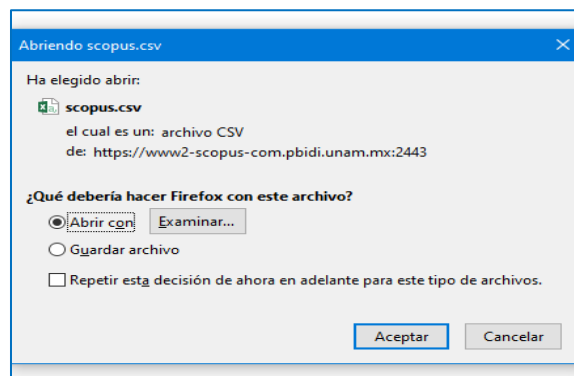 Abriendo scopus.csv
Ha elegido abrir:
scopus.csv
el cual es un: archivo CSV
de: https://www2-scopus-com.pbidi.unam.mx:2443
¿Qué debería hacer Firefox con este archivo?
Abrir con Examinar...
Guardar archivo
Repetir esta decisión de ahora en adelante para este tipo de archivos.
Aceptar Cancelar